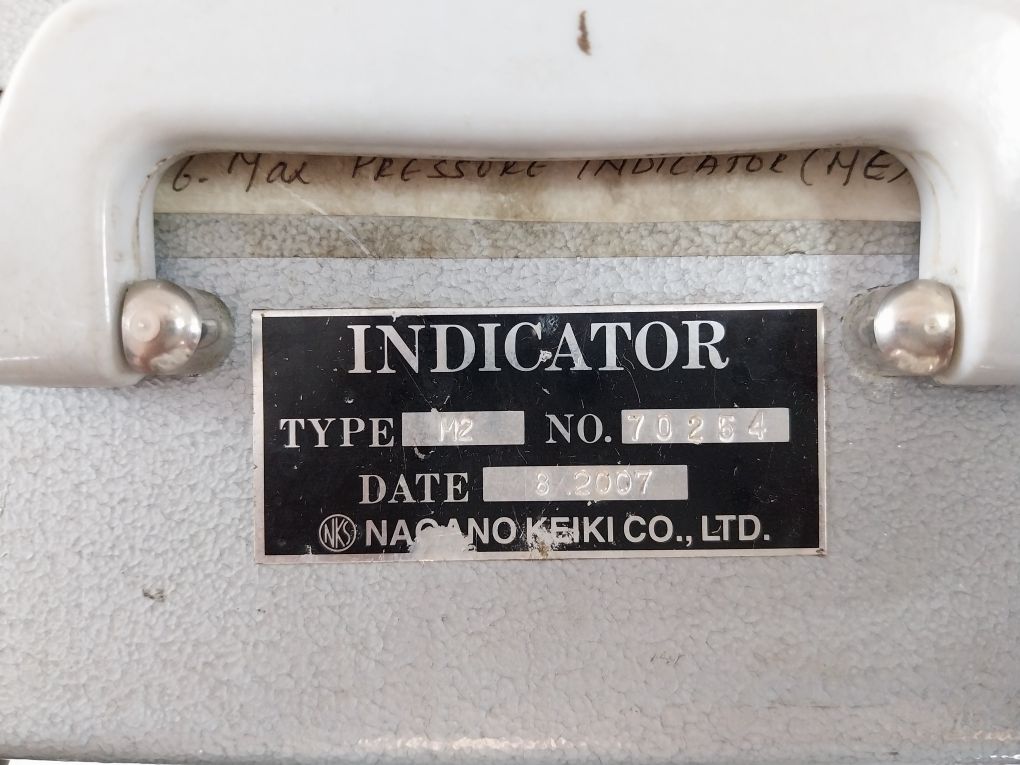 6. Max PRESSURE INDICATOR (ME)
INDICATOR
TYPE M2 NO. 70254
DATE 8.2007
NKS NAGANO KEIKI CO., LTD.